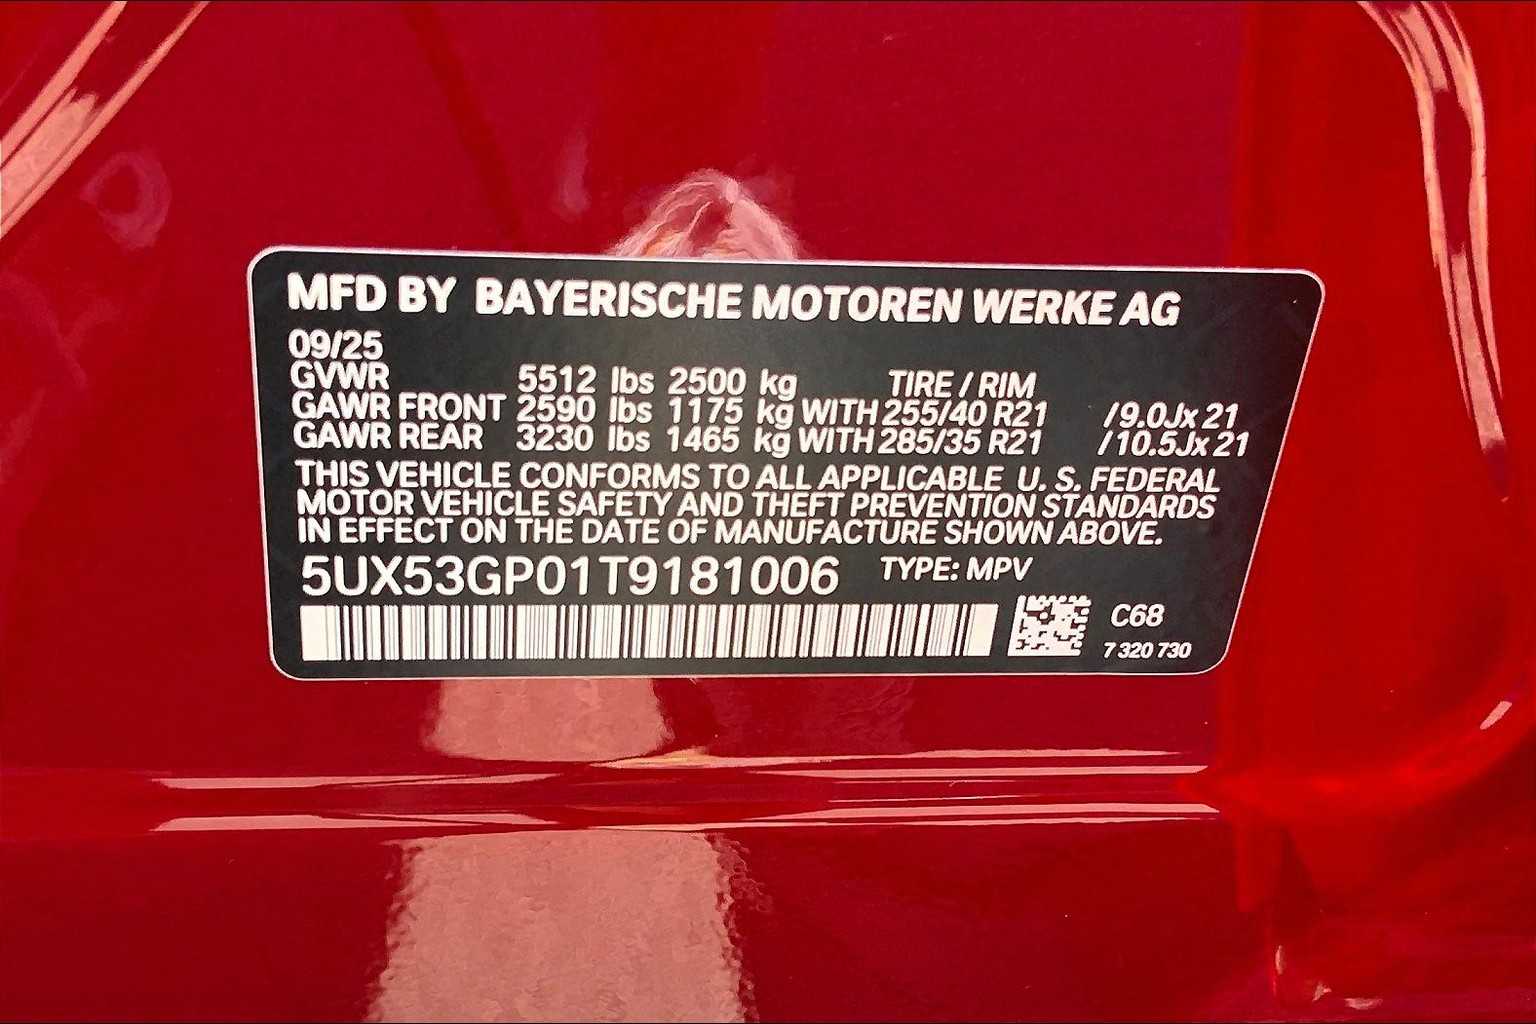 MFD BY BAYERISCHE MOTOREN WERKE AG
09/25
GVWR 5512 lbs 2500 kg TIRE / RIM
GAWR FRONT 2590 lbs 1175 kg WITH 255/40 R21 /9.0Jx 21
GAWR REAR 3230 lbs 1465 kg WITH 285/35 R21 /10.5Jx 21
THIS VEHICLE CONFORMS TO ALL APPLICABLE U. S. FEDERAL
MOTOR VEHICLE SAFETY AND THEFT PREVENTION STANDARDS
IN EFFECT ON THE DATE OF MANUFACTURE SHOWN ABOVE.
5UX53GP01T9181006 TYPE: MPV
C68
7 320 730